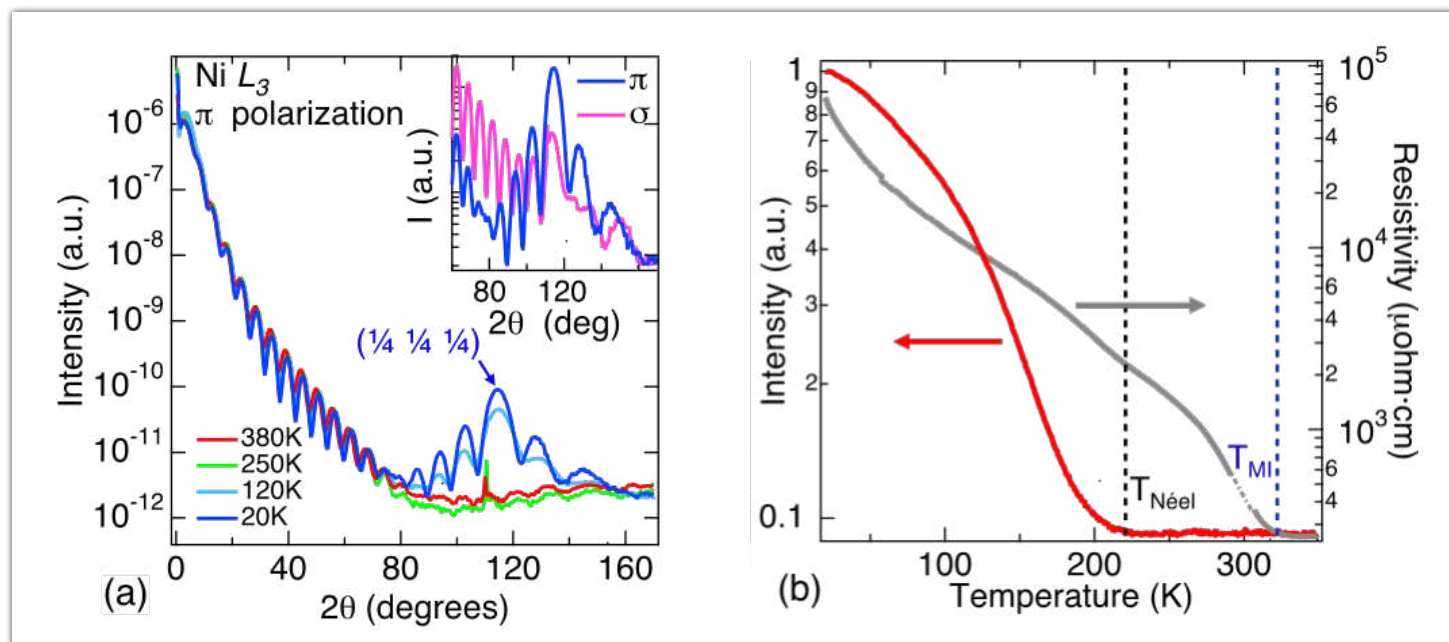 Ni L3
π polarization
π
σ
I (a.u.)
80 120
2θ (deg)
(¼ ¼ ¼)
Intensity (a.u.)
10-6
10-7
10-8
10-9
10-10
10-11
10-12
380K
250K
120K
20K
0 40 80 120 160
2θ (degrees)
(a)
Intensity (a.u.)
1
9
8
7
6
5
4
3
2
0.1
TNéel
TMI
105
8
6
4
2
104
8
6
4
2
103
8
6
4
Resistivity (μohm·cm)
100 200 300
Temperature (K)
(b)